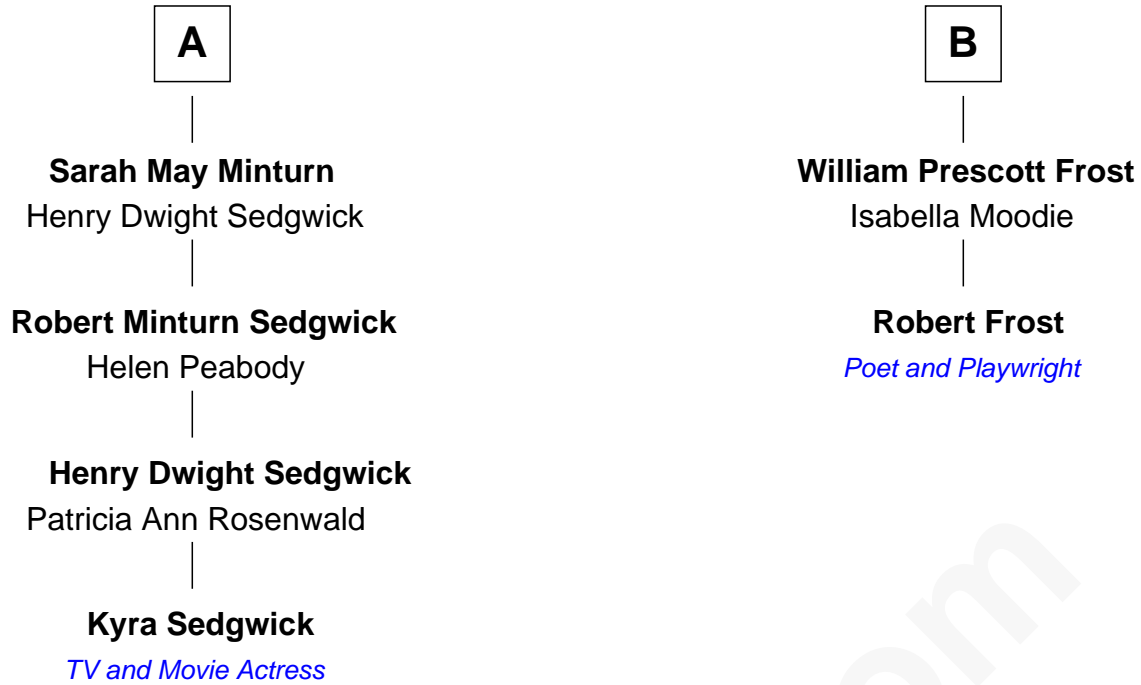 A
Sarah May Minturn
Henry Dwight Sedgwick
Robert Minturn Sedgwick
Helen Peabody
Henry Dwight Sedgwick
Patricia Ann Rosenwald
Kyra Sedgwick
TV and Movie Actress
B
William Prescott Frost
Isabella Moodie
Robert Frost
Poet and Playwright
om